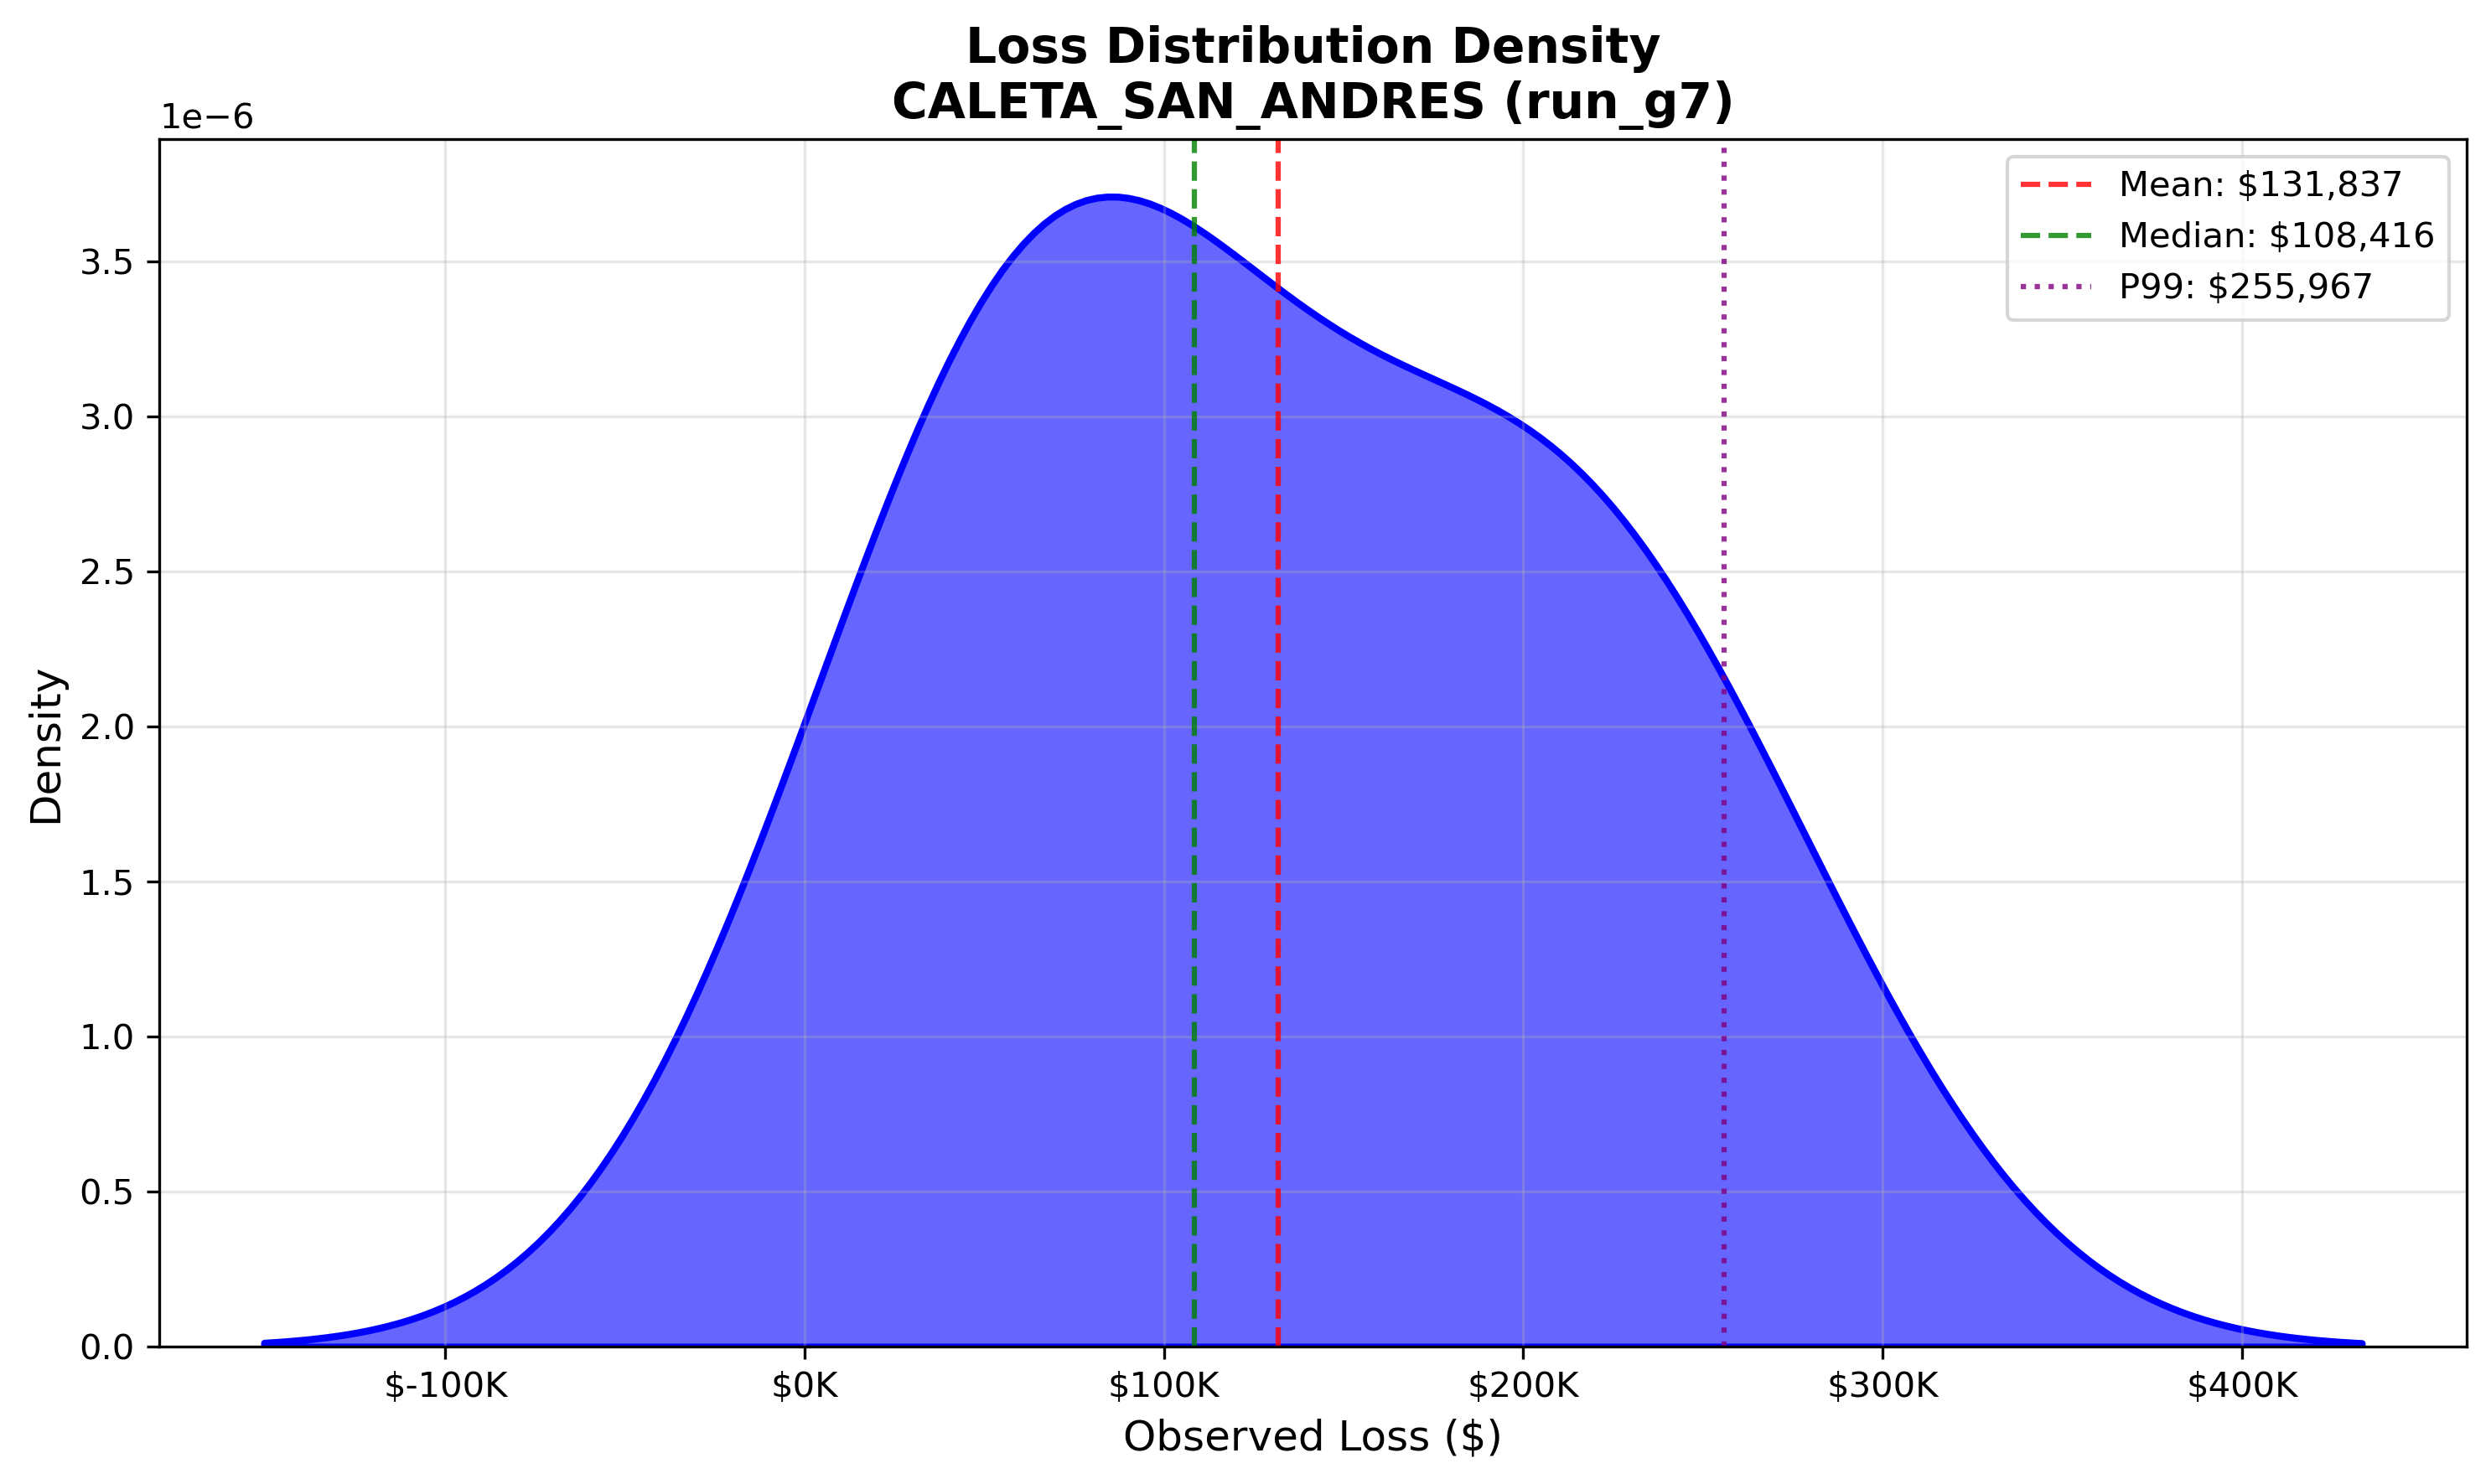 Loss Distribution Density
CALETA_SAN_ANDRES (run_g7)
1e−6
Mean: $131,837
Median: $108,416
P99: $255,967
3.5
3.0
2.5
2.0
1.5
1.0
0.5
0.0
Density
$-100K
$0K
$100K
$200K
$300K
$400K
Observed Loss ($)